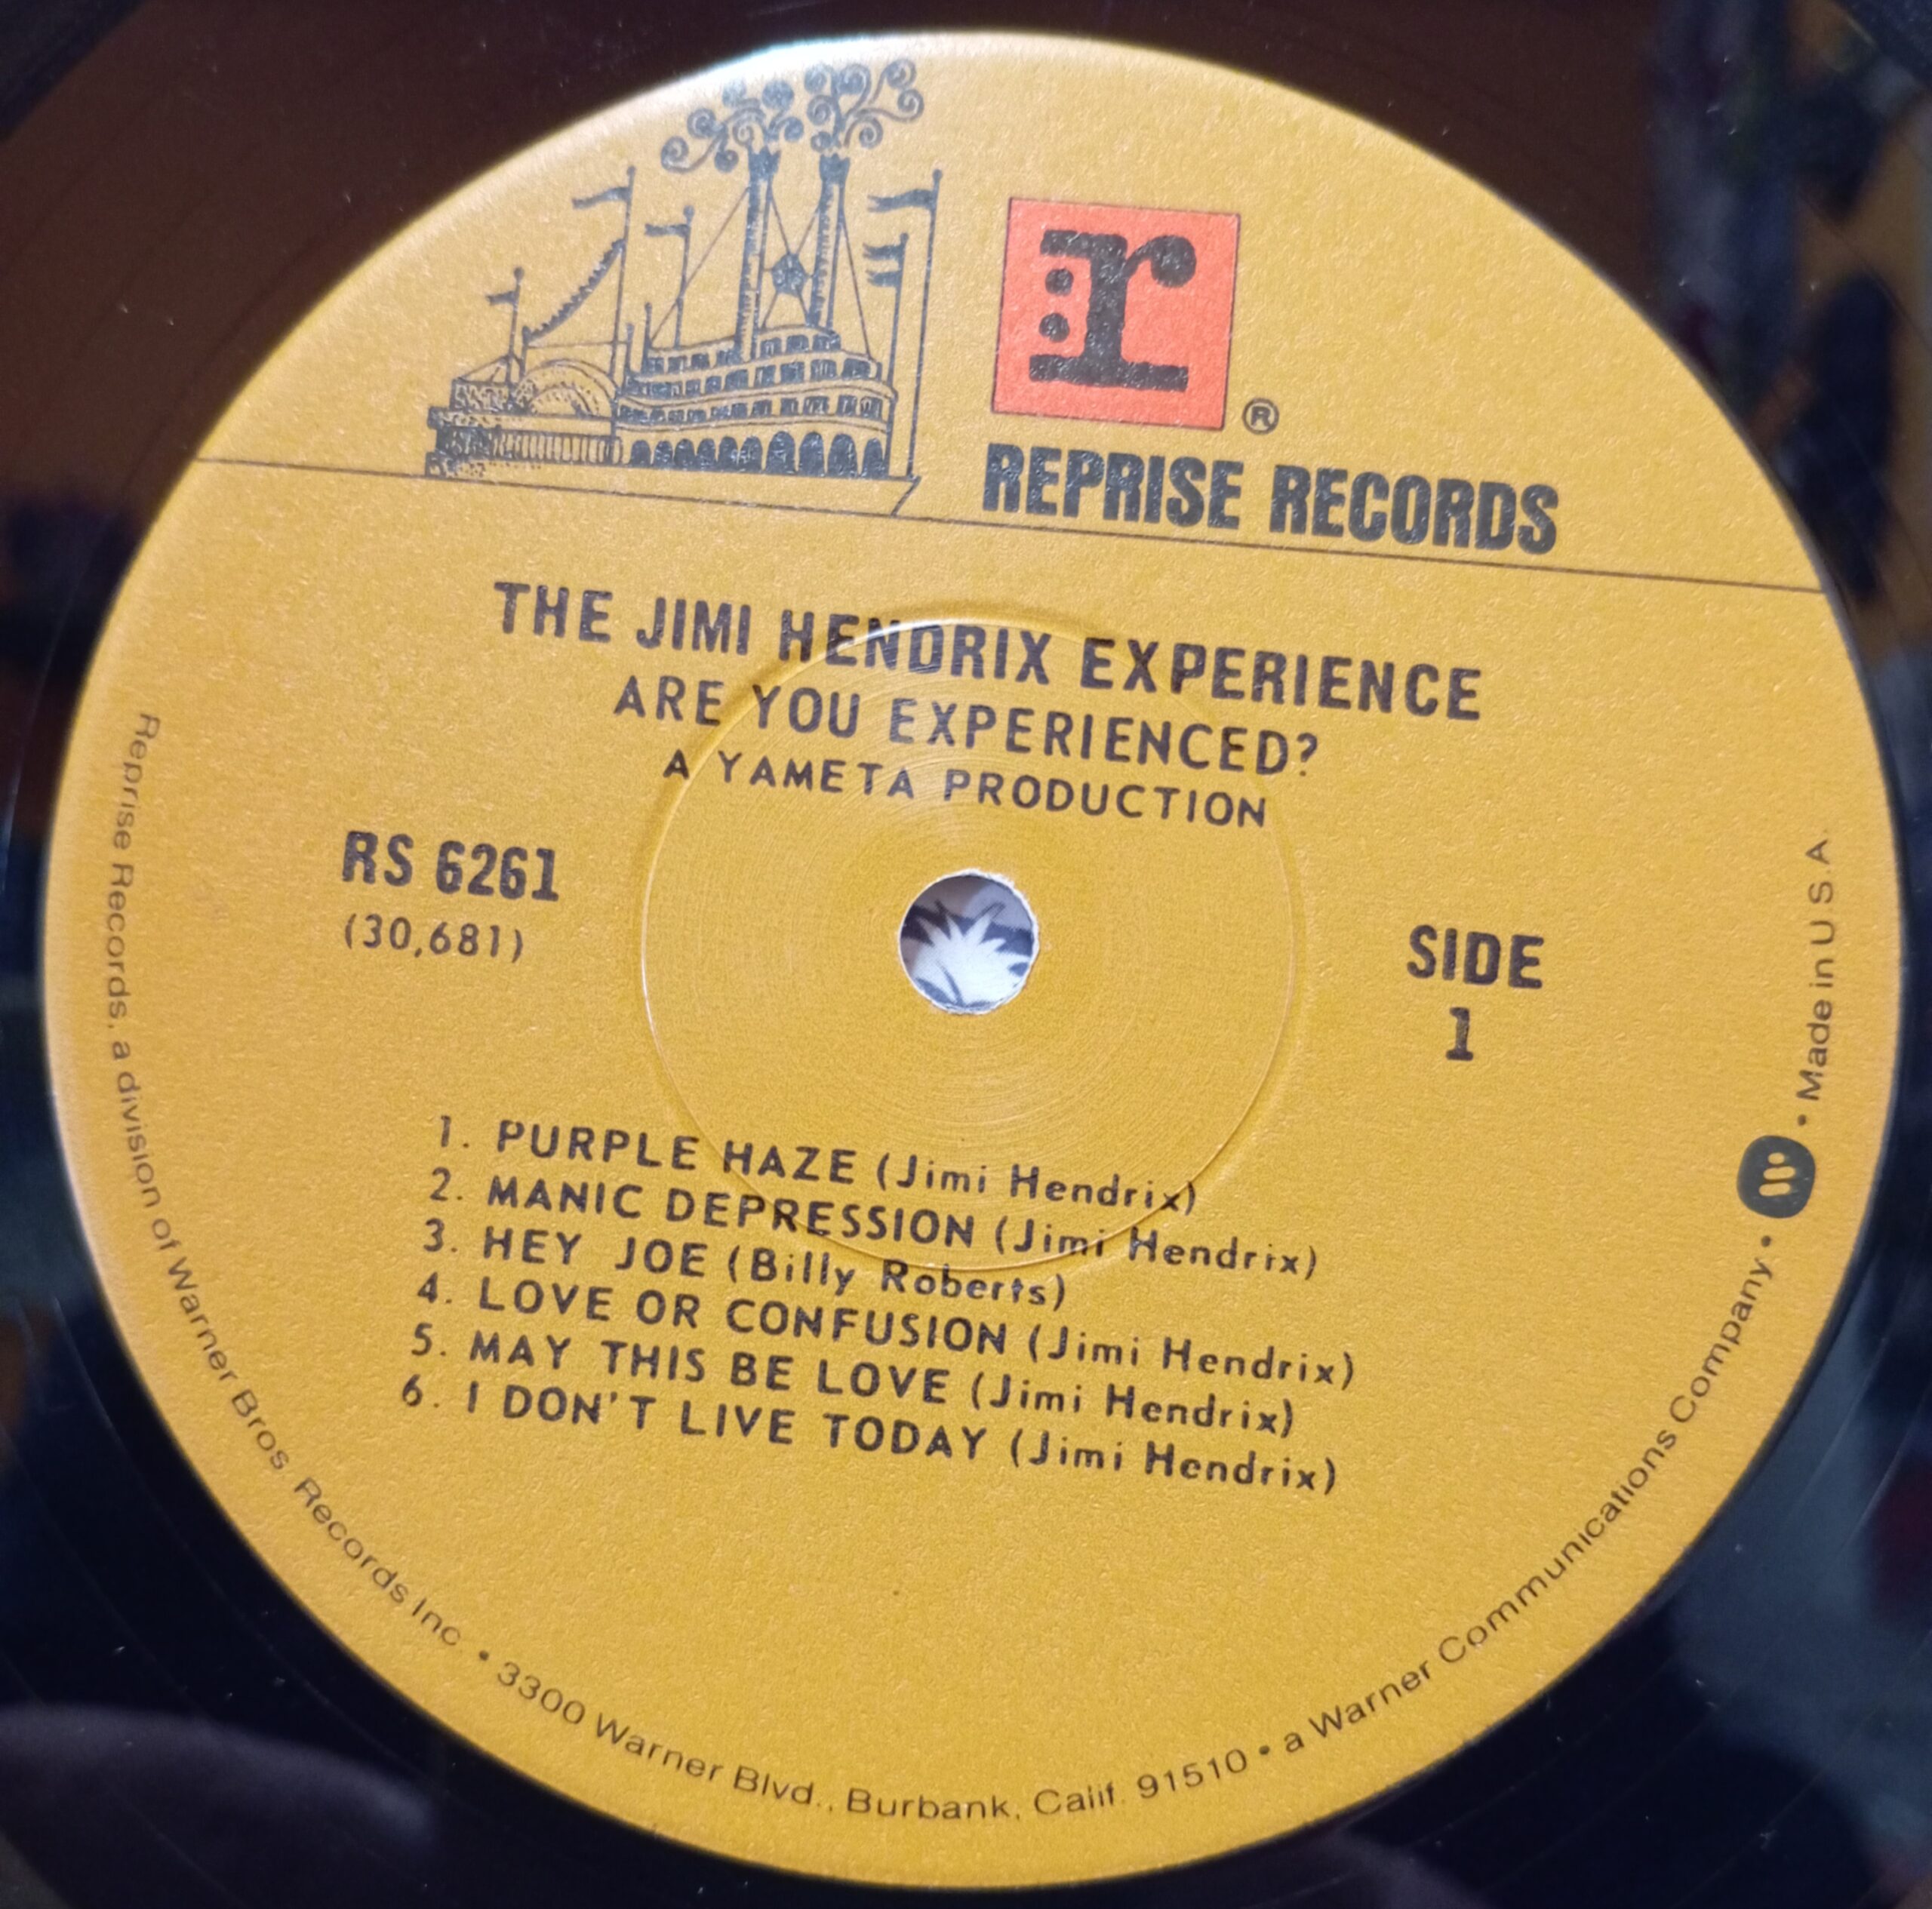 r
®
REPRISE RECORDS
THE JIMI HENDRIX EXPERIENCE
ARE YOU EXPERIENCED?
A YAMETA PRODUCTION
RS 6261
(30,681)
SIDE
1
1. PURPLE HAZE (Jimi Hendrix)
2. MANIC DEPRESSION (Jimi Hendrix)
3. HEY JOE (Billy Roberts)
4. LOVE OR CONFUSION (Jimi Hendrix)
5. MAY THIS BE LOVE (Jimi Hendrix)
6. I DON'T LIVE TODAY (Jimi Hendrix)
Reprise Records, a division of Warner Bros. Records Inc. • 3300 Warner Blvd., Burbank, Calif. 91510 • a Warner Communications Company • W • Made in U.S.A.